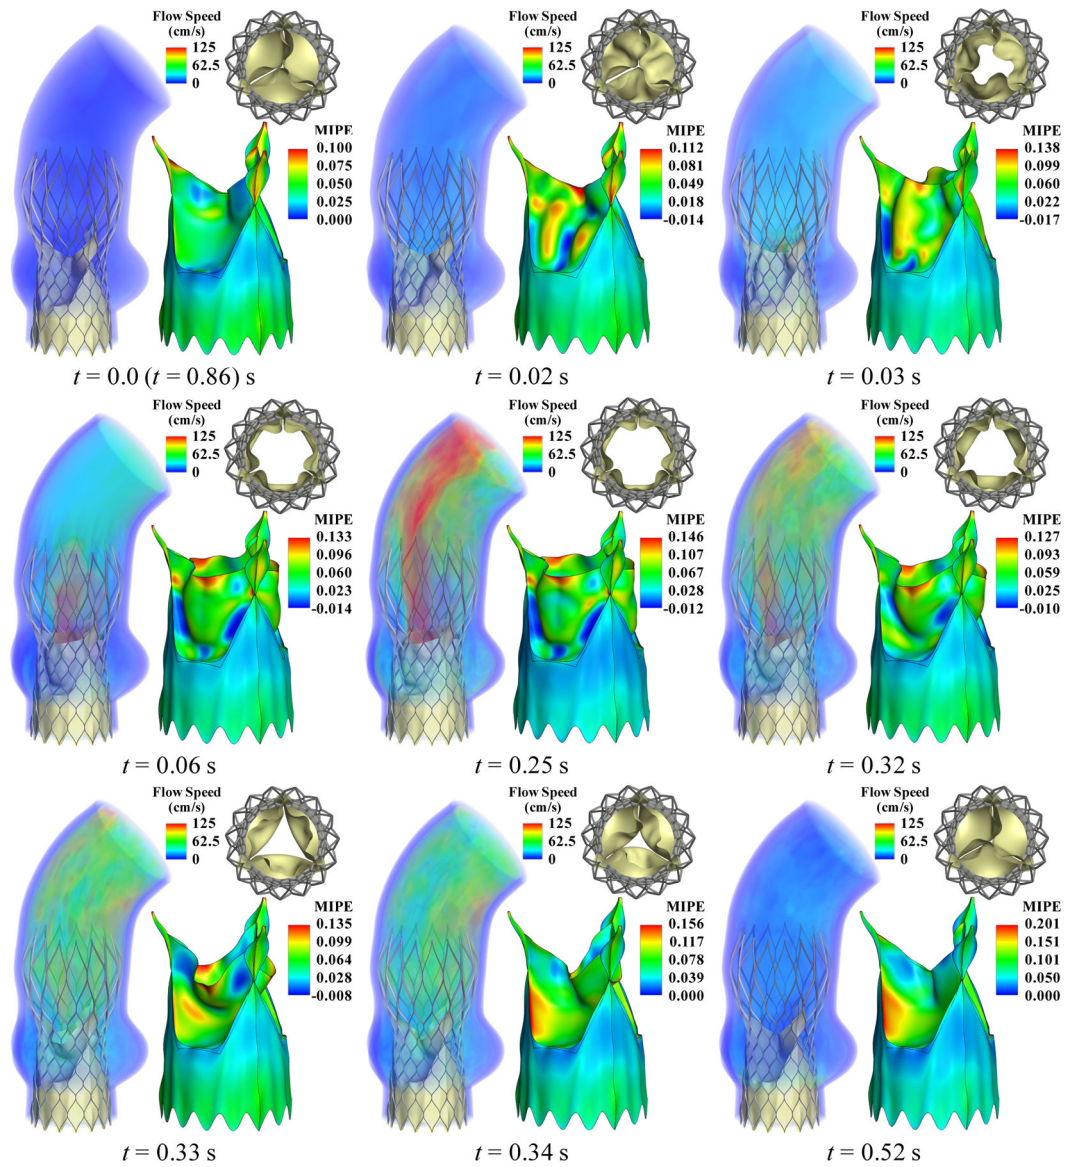 Flow Speed
(cm/s)
125
62.5
0
MIPE
0.100
0.075
0.050
0.025
0.000
t = 0.0 (t = 0.86) s
Flow Speed
(cm/s)
125
62.5
0
MIPE
0.112
0.081
0.049
0.018
-0.014
t = 0.02 s
Flow Speed
(cm/s)
125
62.5
0
MIPE
0.138
0.099
0.060
0.022
-0.017
t = 0.03 s
Flow Speed
(cm/s)
125
62.5
0
MIPE
0.133
0.096
0.060
0.023
-0.014
t = 0.06 s
Flow Speed
(cm/s)
125
62.5
0
MIPE
0.146
0.107
0.067
0.028
-0.012
t = 0.25 s
Flow Speed
(cm/s)
125
62.5
0
MIPE
0.127
0.093
0.059
0.025
-0.010
t = 0.32 s
Flow Speed
(cm/s)
125
62.5
0
MIPE
0.135
0.099
0.064
0.028
-0.008
t = 0.33 s
Flow Speed
(cm/s)
125
62.5
0
MIPE
0.156
0.117
0.078
0.039
0.000
t = 0.34 s
Flow Speed
(cm/s)
125
62.5
0
MIPE
0.201
0.151
0.101
0.050
0.000
t = 0.52 s